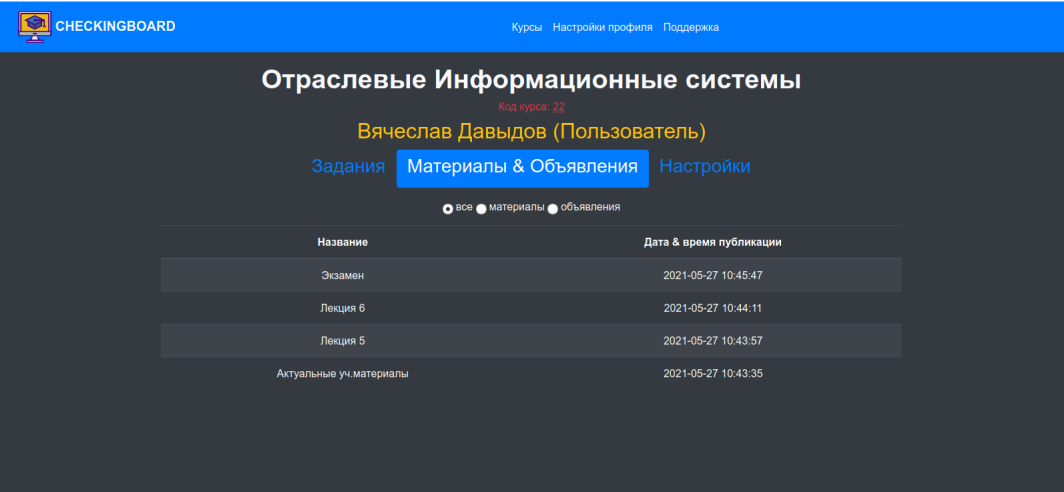 CHECKINGBOARD
Курсы Настройки профиля Поддержка
Отраслевые Информационные системы
Код курса: 22
Вячеслав Давыдов (Пользователь)
Задания Материалы & Объявления Настройки
все материалы объявления
Название Дата & время публикации
Экзамен 2021-05-27 10:45:47
Лекция 6 2021-05-27 10:44:11
Лекция 5 2021-05-27 10:43:57
Актуальные уч.материалы 2021-05-27 10:43:35